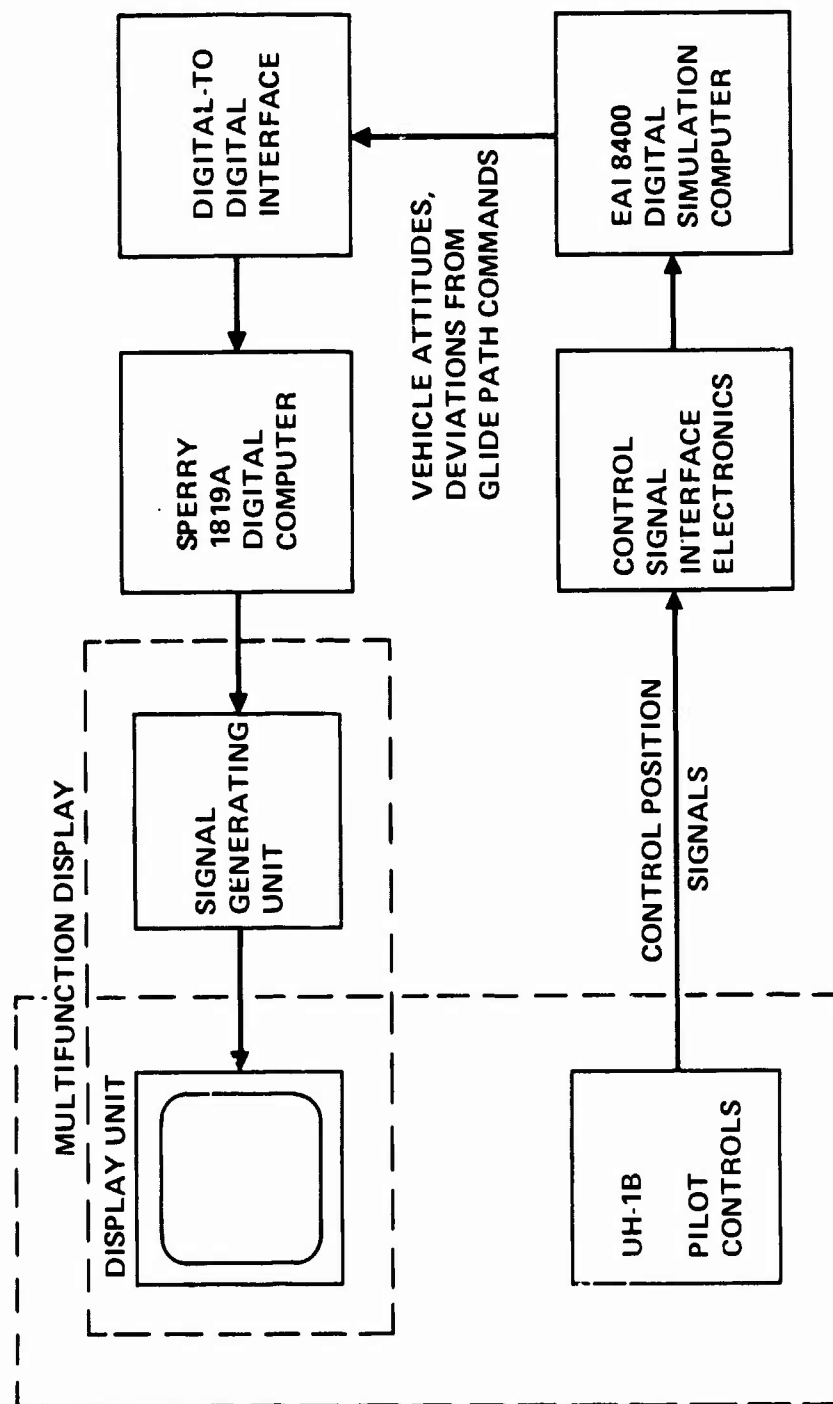 MULTIFUNCTION DISPLAY
DISPLAY UNIT
SIGNAL
GENERATING
UNIT
SPERRY
1819A
DIGITAL
COMPUTER
DIGITAL-TO
DIGITAL
INTERFACE
VEHICLE ATTITUDES,
DEVIATIONS FROM
GLIDE PATH COMMANDS
UH-1B
PILOT
CONTROLS
CONTROL POSITION
SIGNALS
CONTROL
SIGNAL
INTERFACE
ELECTRONICS
EAI 8400
DIGITAL
SIMULATION
COMPUTER